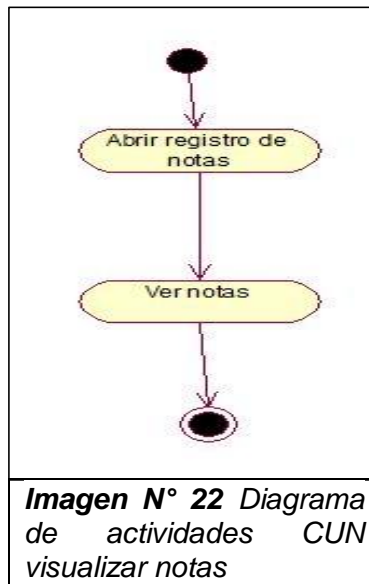 Abrir registro de
notas
Ver notas
Imagen N° 22 Diagrama
de actividades CUN
visualizar notas